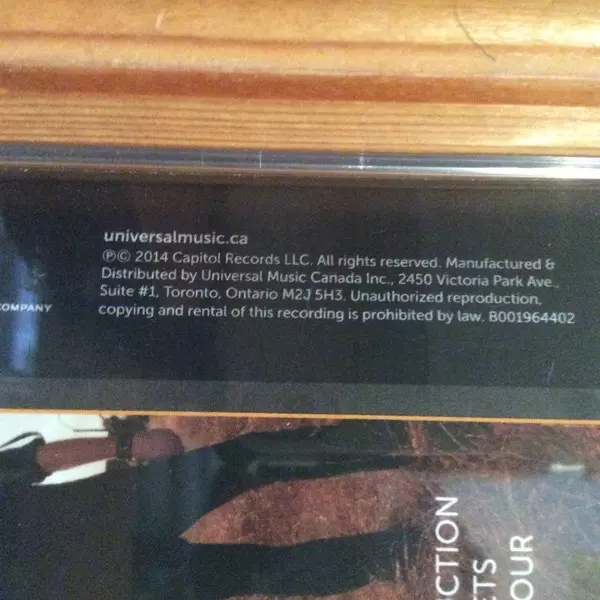 universalmusic.ca
℗© 2014 Capitol Records LLC. All rights reserved. Manufactured &
Distributed by Universal Music Canada Inc., 2450 Victoria Park Ave.,
Suite #1, Toronto, Ontario M2J 5H3. Unauthorized reproduction,
copying and rental of this recording is prohibited by law. B001964402
COMPANY
CTION
TS
OUR